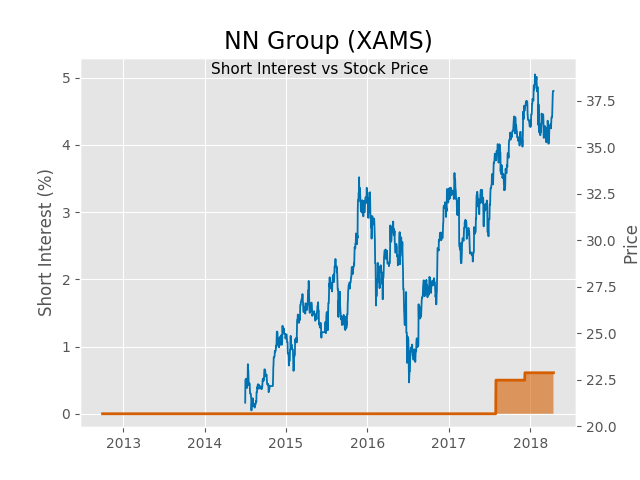 NN Group (XAMS)
Short Interest vs Stock Price
Short Interest (%)
5
4
3
2
1
0
37.5
35.0
32.5
30.0
27.5
25.0
22.5
20.0
Price
2013 2014 2015 2016 2017 2018